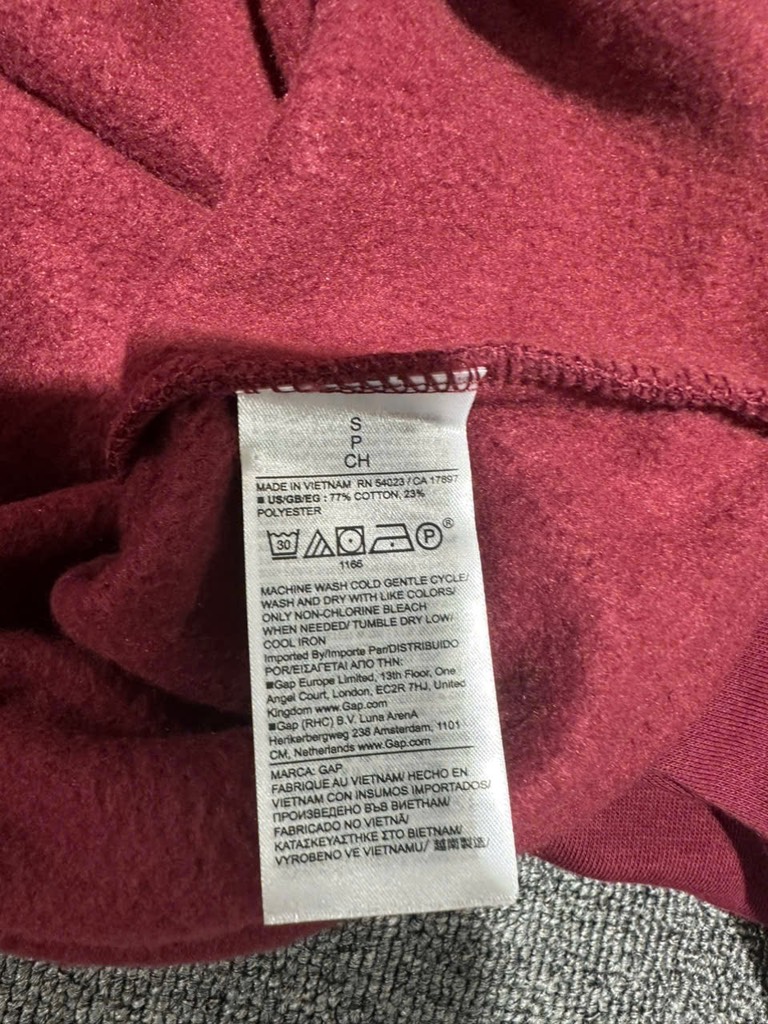 S
P
CH
MADE IN VIETNAM RN 54023 / CA 17897
■ US/GB/EG : 77% COTTON, 23%
POLYESTER
30 P ®
1165
MACHINE WASH COLD GENTLE CYCLE/
WASH AND DRY WITH LIKE COLORS/
ONLY NON-CHLORINE BLEACH
WHEN NEEDED/ TUMBLE DRY LOW/
COOL IRON
Imported By/Importe Par/DISTRIBUIDO
POR/ΕΙΣΑΓΕΤΑΙ ΑΠΟ ΤΗΝ:
■Gap Europe Limited, 13th Floor, One
Angel Court, London, EC2R 7HJ, United
Kingdom www.Gap.com
■Gap (RHC) B.V. Luna ArenA
Herikerbergweg 238 Amsterdam, 1101
CM, Netherlands www.Gap.com
MARCA: GAP
FABRIQUE AU VIETNAM/ HECHO EN
VIETNAM CON INSUMOS IMPORTADOS/
ПРОИЗВЕДЕНО ВЪВ ВИЕТНАМ/
FABRICADO NO VIETNÃ/
ΚΑΤΑΣΚΕΥΑΣΤΗΚΕ ΣΤΟ ΒΙΕΤΝΑΜ/
VYROBENO VE VIETNAMU/ 越南製造/